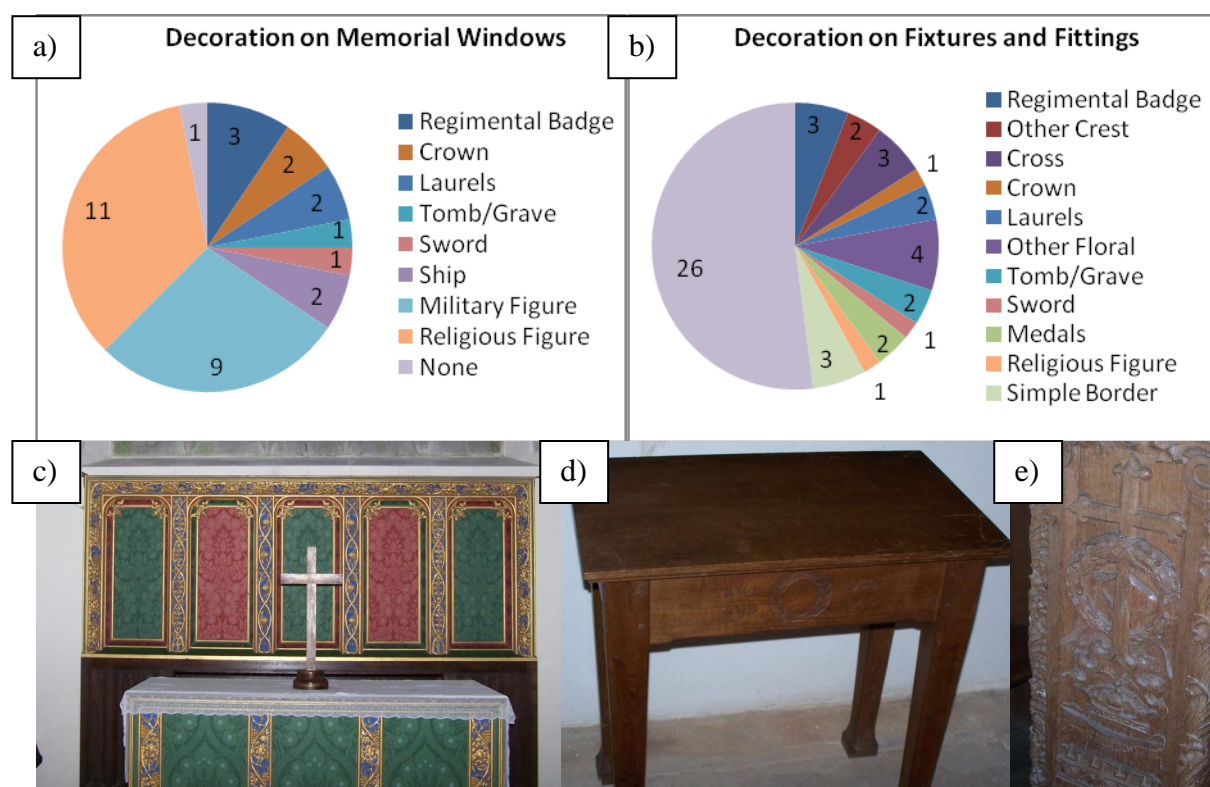 a)
Decoration on Memorial Windows
3
2
2
1
1
2
9
11
1
Regimental Badge
Crown
Laurels
Tomb/Grave
Sword
Ship
Military Figure
Religious Figure
None
b)
Decoration on Fixtures and Fittings
3
2
3
1
2
4
2
1
2
1
3
26
Regimental Badge
Other Crest
Cross
Crown
Laurels
Other Floral
Tomb/Grave
Sword
Medals
Religious Figure
Simple Border
c)
d)
e)